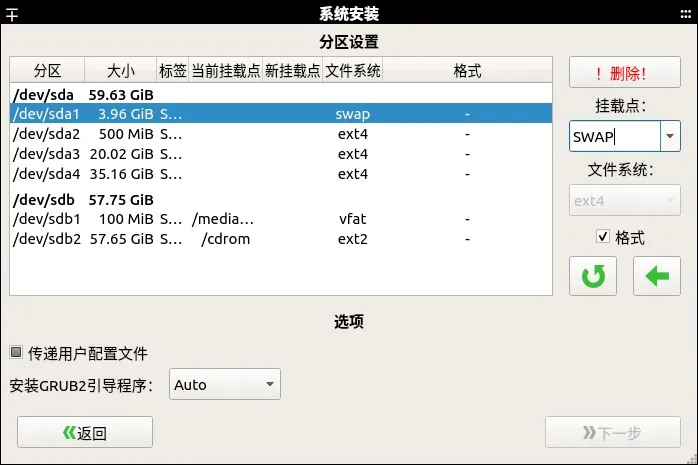 系统安装
分区设置
分区 大小 标签 当前挂载点 新挂载点 文件系统 格式
/dev/sda 59.63 GiB
/dev/sda1 3.96 GiB S... swap -
/dev/sda2 500 MiB S... ext4 -
/dev/sda3 20.02 GiB S... ext4 -
/dev/sda4 35.16 GiB S... ext4 -
/dev/sdb 57.75 GiB
/dev/sdb1 100 MiB S... /media... vfat -
/dev/sdb2 57.65 GiB S... /cdrom ext2 -
！删除!
挂载点：
SWAP
文件系统：
ext4
格式
选项
传递用户配置文件
安装GRUB2引导程序： Auto
返回
下一步